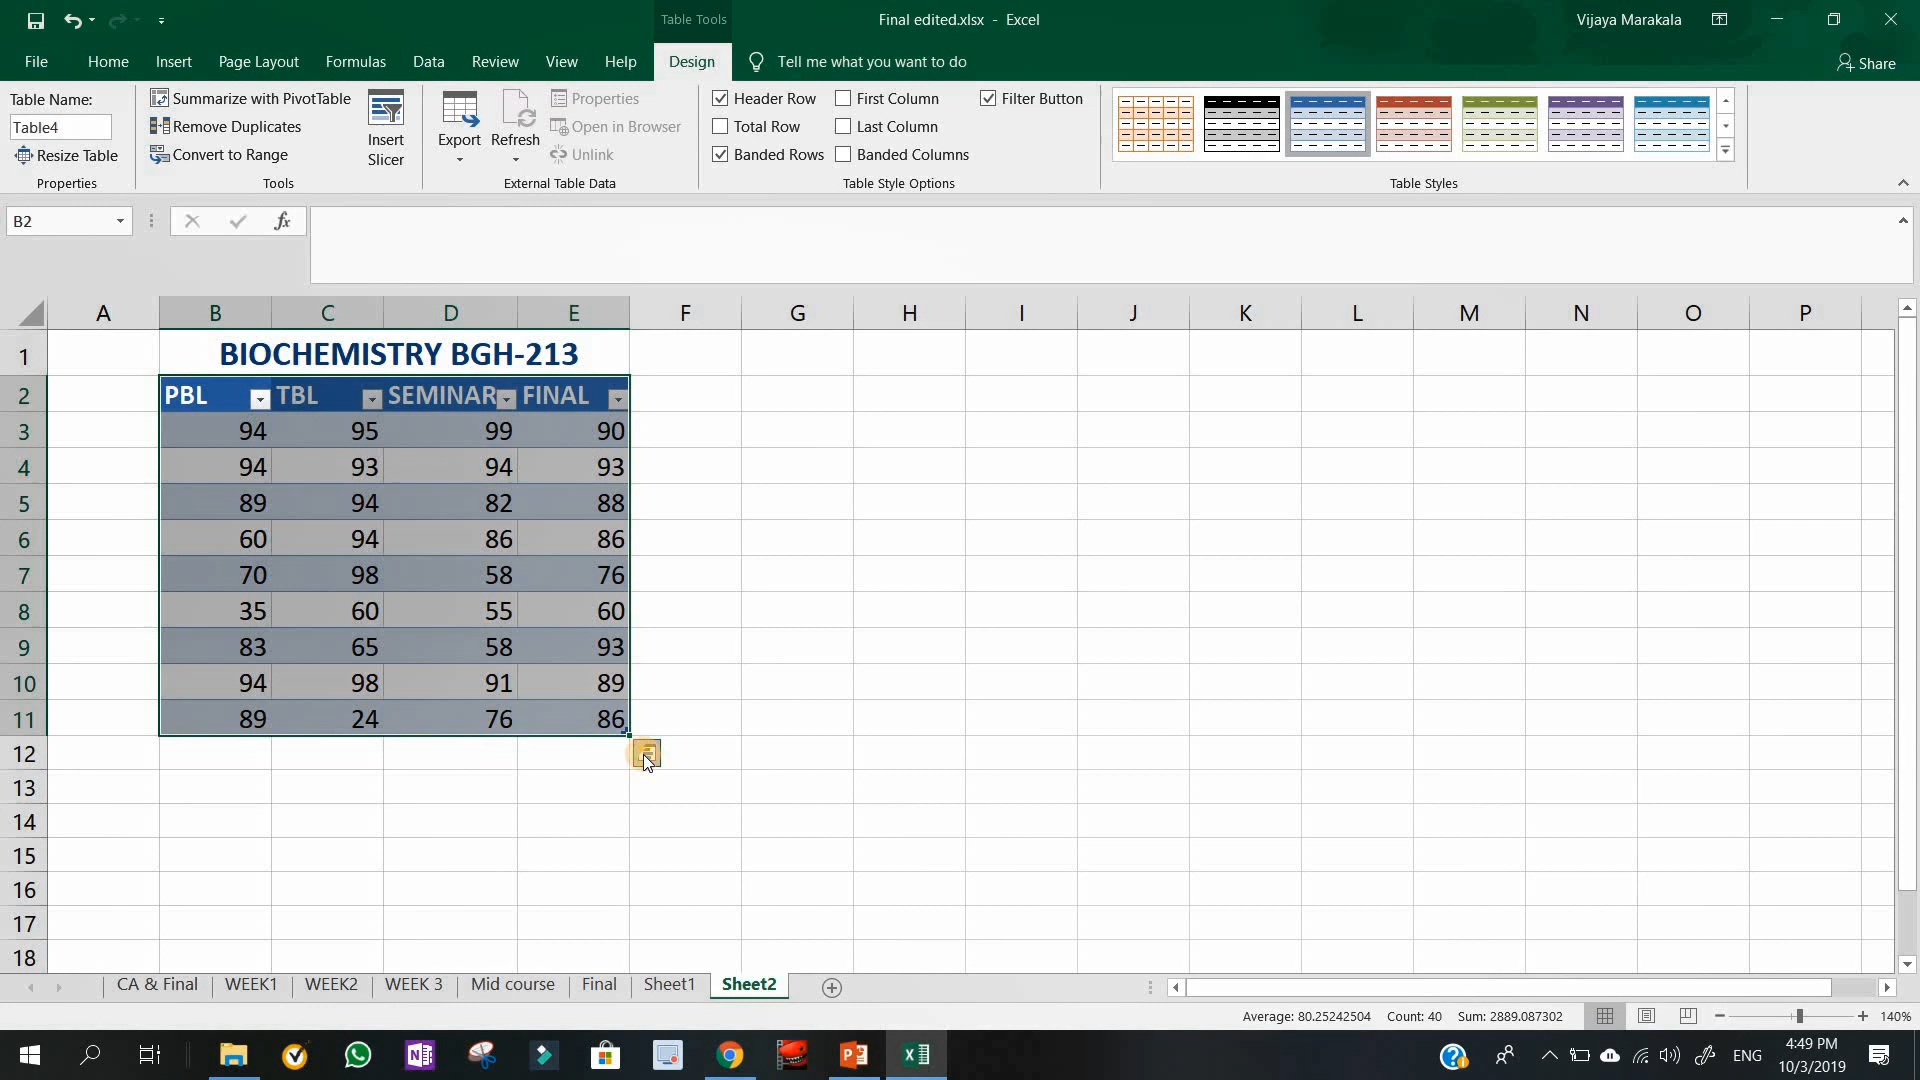 Table Tools
Final edited.xlsx - Excel
Vijaya Marakala
File Home Insert Page Layout Formulas Data Review View Help Design Tell me what you want to do Share
Table Name:
Table4
Resize Table
Properties
Summarize with PivotTable
Remove Duplicates
Convert to Range
Tools
Insert
Slicer
Export
Refresh
Properties
Open in Browser
Unlink
External Table Data
Header Row
First Column
Filter Button
Total Row
Last Column
Banded Rows
Banded Columns
Table Style Options
Table Styles
B2
fx
A B C D E F G H I J K L M N O P
1 BIOCHEMISTRY BGH-213
2 PBL TBL SEMINAR FINAL
3 94 95 99 90
4 94 93 94 93
5 89 94 82 88
6 60 94 86 86
7 70 98 58 76
8 35 60 55 60
9 83 65 58 93
10 94 98 91 89
11 89 24 76 86
12
13
14
15
16
17
18
CA & Final WEEK1 WEEK2 WEEK 3 Mid course Final Sheet1 Sheet2
Average: 80.25242504 Count: 40 Sum: 2889.087302 140%
ENG
4:49 PM
10/3/2019